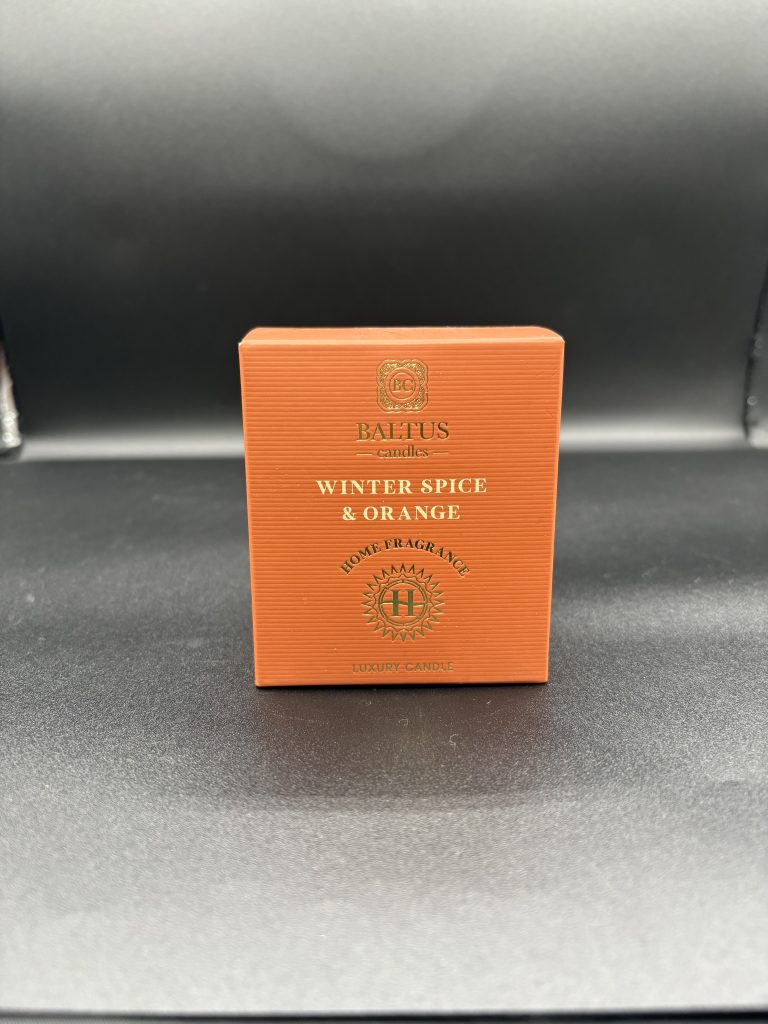 BC
BALTUS
— candles —
WINTER SPICE
& ORANGE
HOME FRAGRANCE
H
LUXURY CANDLE